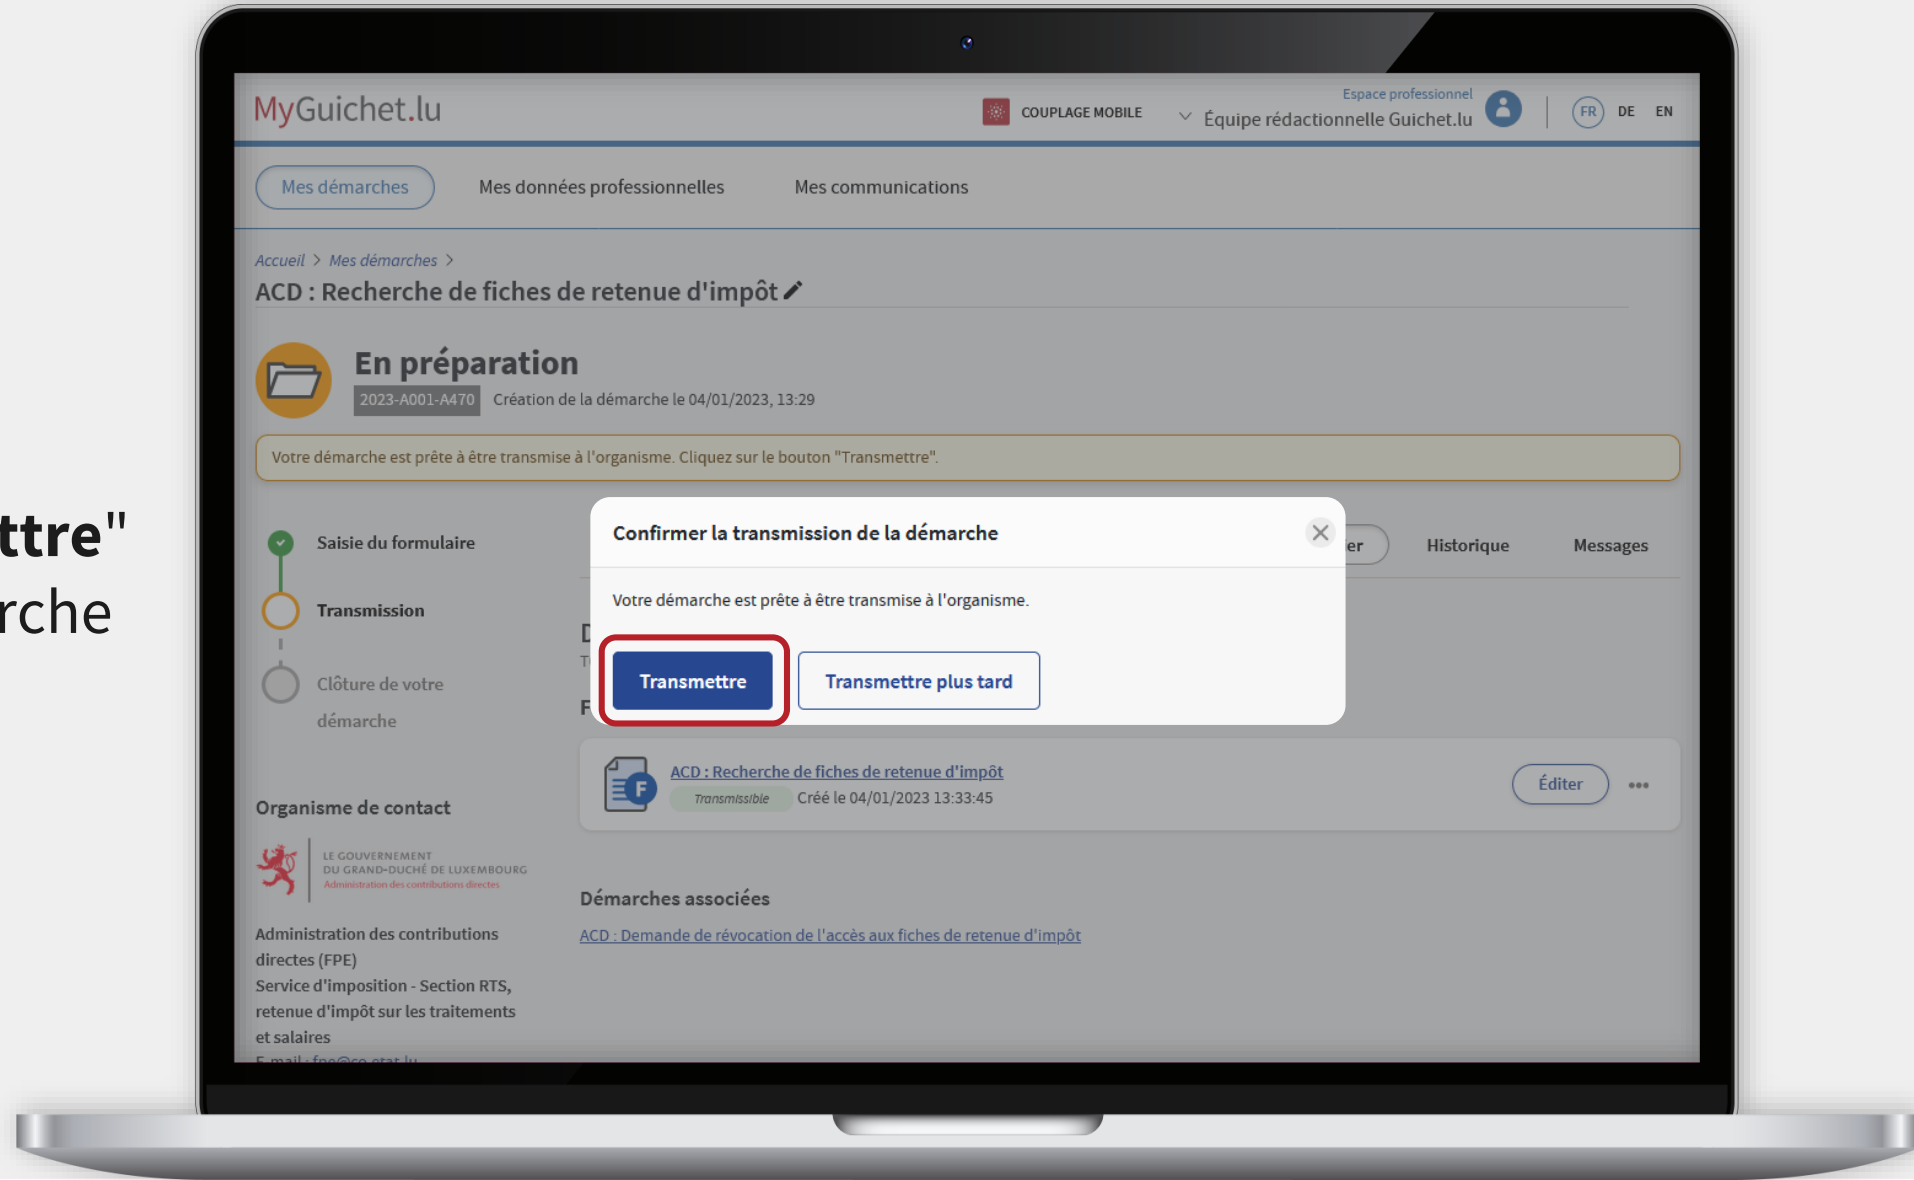 ttre"
rche
MyGuichet.lu
COUPLAGE MOBILE
Espace professionnel
Équipe rédactionnelle Guichet.lu
FR DE EN
Mes démarches Mes données professionnelles Mes communications
Accueil > Mes démarches >
ACD : Recherche de fiches de retenue d'impôt
En préparation
2023-A001-A470 Création de la démarche le 04/01/2023, 13:29
Votre démarche est prête à être transmise à l'organisme. Cliquez sur le bouton "Transmettre".
Saisie du formulaire
Transmission
Clôture de votre
démarche
er Historique Messages
Confirmer la transmission de la démarche
Votre démarche est prête à être transmise à l'organisme.
Transmettre Transmettre plus tard
F
ACD : Recherche de fiches de retenue d'impôt
Transmissible Créé le 04/01/2023 13:33:45
Éditer
Organisme de contact
LE GOUVERNEMENT
DU GRAND-DUCHÉ DE LUXEMBOURG
Administration des contributions directes
Administration des contributions
directes (FPE)
Service d'imposition - Section RTS,
retenue d'impôt sur les traitements
et salaires
E-mail : fpe@co.etat.lu
Démarches associées
ACD : Demande de révocation de l'accès aux fiches de retenue d'impôt